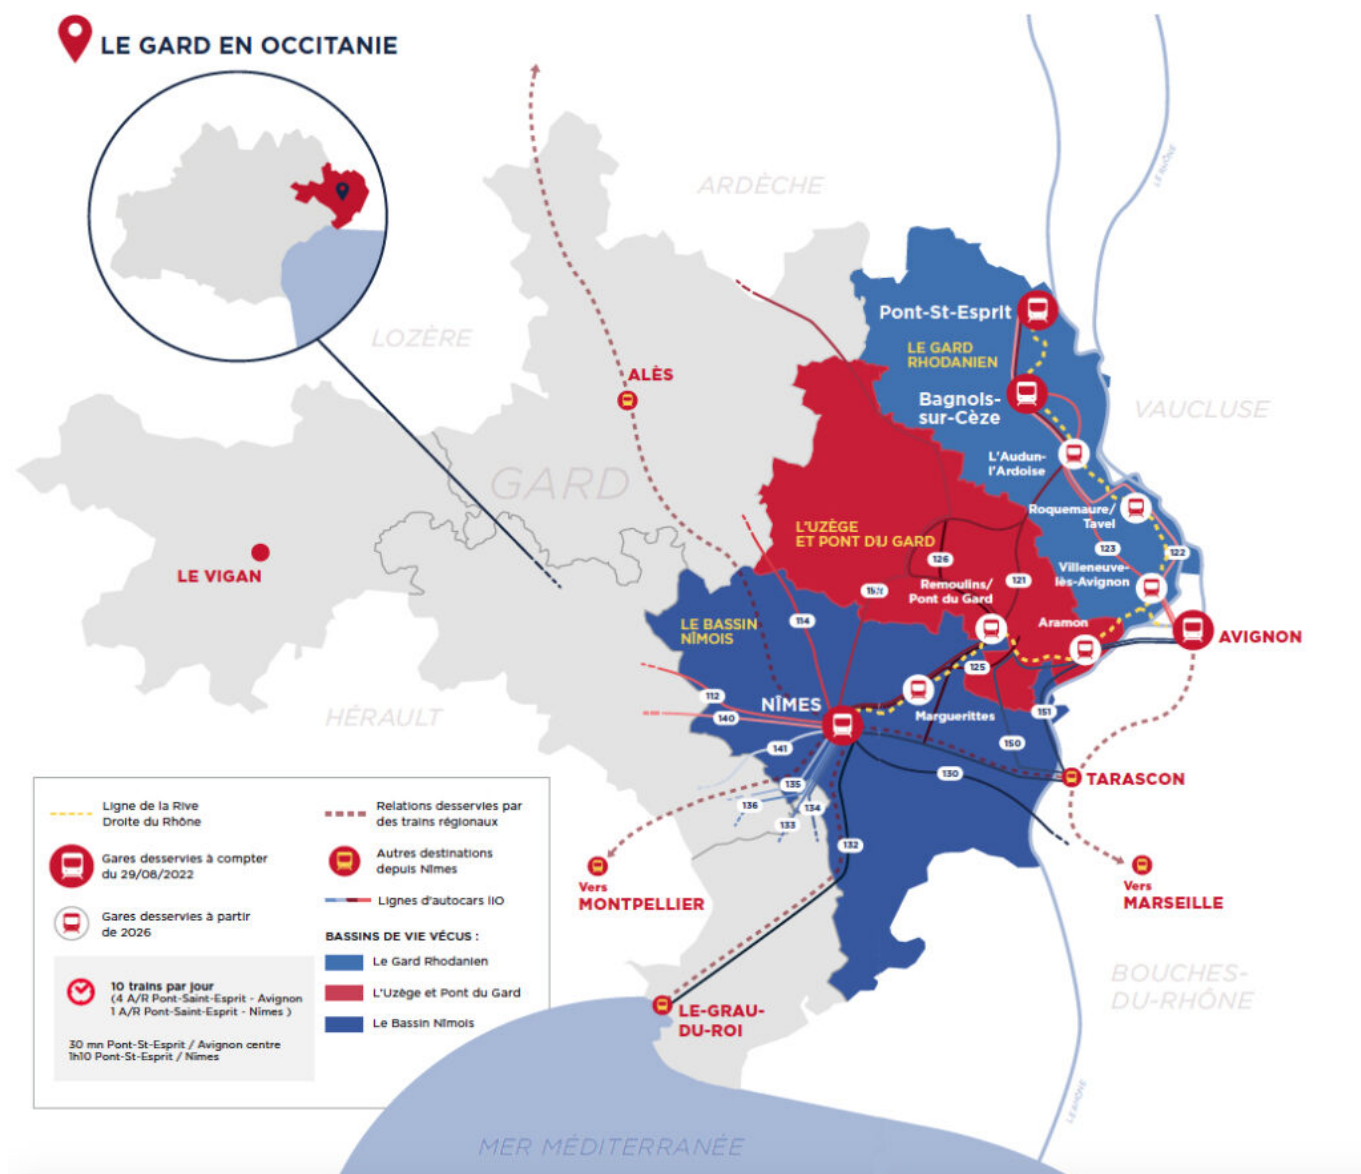 LE GARD EN OCCITANIE
ARDÈCHE
LE RHÔNE
LOZÈRE
Pont-St-Esprit
LE GARD
RHODANIEN
ALÈS
Bagnols-
sur-Cèze
VAUCLUSE
L'Audun-
l'Ardoise
GARD
Roquemaure/
Tavel
L'UZÈGE
ET PONT DU GARD
123
122
126
Villeneuve-
lès-Avignon
LE VIGAN
121
Remoulins/
Pont du Gard
LE BASSIN
NÎMOIS
114
Aramon
AVIGNON
125
112
NÎMES
HÉRAULT
140
Marguerittes
151
141
150
130
TARASCON
135
136
134
133
132
Vers
MONTPELLIER
Vers
MARSEILLE
BOUCHES-
DU-RHÔNE
LE-GRAU-
DU-ROI
LE RHÔNE
MER MÉDITERRANÉE
Ligne de la Rive
Droite du Rhône
Gares desservies à compter
du 29/08/2022
Gares desservies à partir
de 2026
10 trains par jour
(4 A/R Pont-Saint-Esprit - Avignon
1 A/R Pont-Saint-Esprit - Nîmes )
30 mn Pont-St-Esprit / Avignon centre
1h10 Pont-St-Esprit / Nîmes
Relations desservies par
des trains régionaux
Autres destinations
depuis Nîmes
Lignes d'autocars liO
BASSINS DE VIE VÉCUS :
Le Gard Rhodanien
L'Uzège et Pont du Gard
Le Bassin Nîmois